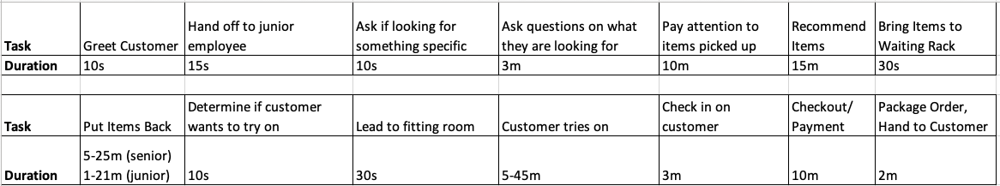 Task Greet Customer Hand off to junior employee Ask if looking for something specific Ask questions on what they are looking for Pay attention to items picked up Recommend Items Bring Items to Waiting Rack
Duration 10s 15s 10s 3m 10m 15m 30s
Task Put Items Back Determine if customer wants to try on Lead to fitting room Customer tries on Check in on customer Checkout/ Payment Package Order, Hand to Customer
Duration 5-25m (senior) 1-21m (junior) 10s 30s 5-45m 3m 10m 2m